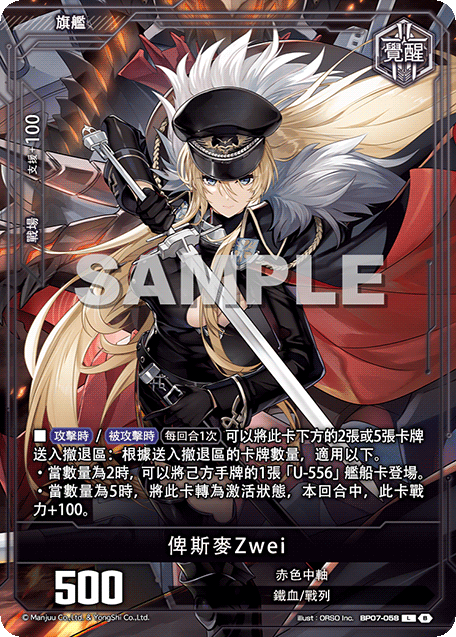 旗艦
覺醒
支援+100
戰場
SAMPLE
■ 攻擊時 / 被攻擊時 每回合1次 可以將此卡下方的2張或5張卡牌
送入撤退區：根據送入撤退區的卡牌數量，適用以下。
・當數量為2時，可以將己方手牌的1張「U-556」艦船卡登場。
・當數量為5時，將此卡轉為激活狀態，本回合中，此卡戰
力+100。
俾斯麥Zwei
500
赤色中軸
鐵血/戰列
© Manjuu Co.,Ltd. & YongShi Co.,Ltd.
illust：ORSO Inc. BP07-058 L B